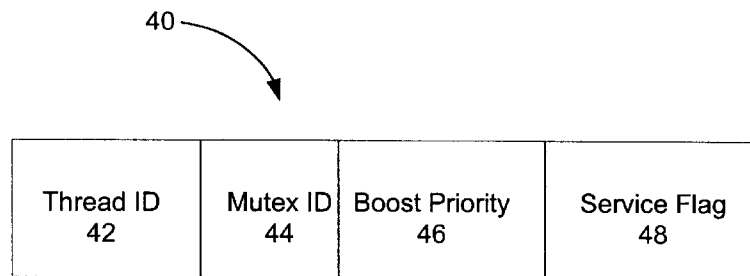 40
Thread ID
42
Mutex ID
44
Boost Priority
46
Service Flag
48